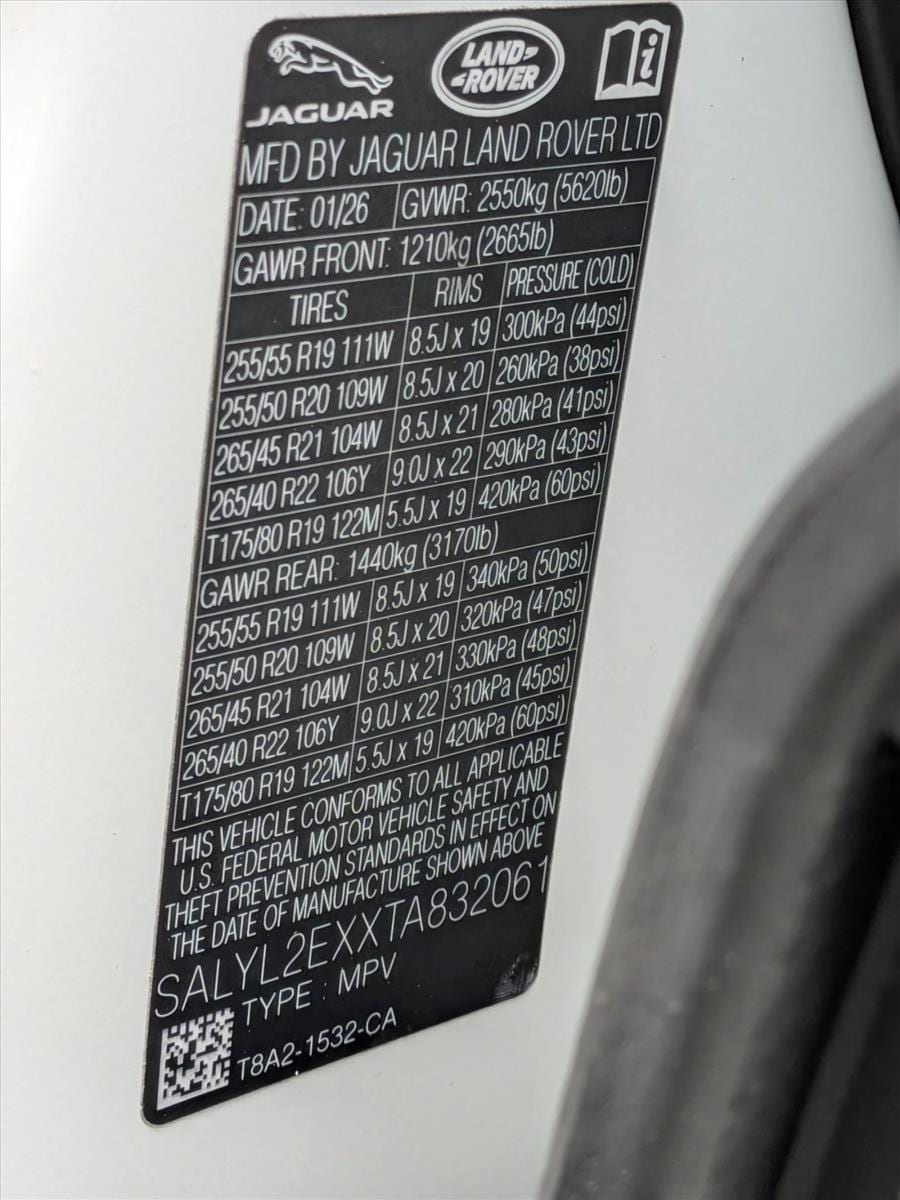 JAGUAR
LAND ROVER
i
MFD BY JAGUAR LAND ROVER LTD
DATE: 01/26 GVWR: 2550kg (5620lb)
GAWR FRONT: 1210kg (2665lb)
TIRES RIMS PRESSURE (COLD)
255/55 R19 111W 8.5J x 19 300kPa (44psi)
255/50 R20 109W 8.5J x 20 260kPa (38psi)
265/45 R21 104W 8.5J x 21 280kPa (41psi)
265/40 R22 106Y 9.0J x 22 290kPa (43psi)
T175/80 R19 122M 5.5J x 19 420kPa (60psi)
GAWR REAR: 1440kg (3170lb)
255/55 R19 111W 8.5J x 19 340kPa (50psi)
255/50 R20 109W 8.5J x 20 320kPa (47psi)
265/45 R21 104W 8.5J x 21 330kPa (48psi)
265/40 R22 106Y 9.0J x 22 310kPa (45psi)
T175/80 R19 122M 5.5J x 19 420kPa (60psi)
THIS VEHICLE CONFORMS TO ALL APPLICABLE
U.S. FEDERAL MOTOR VEHICLE SAFETY AND
THEFT PREVENTION STANDARDS IN EFFECT ON
THE DATE OF MANUFACTURE SHOWN ABOVE
SALYL2EXXTA832061
TYPE : MPV
T8A2-1532-CA